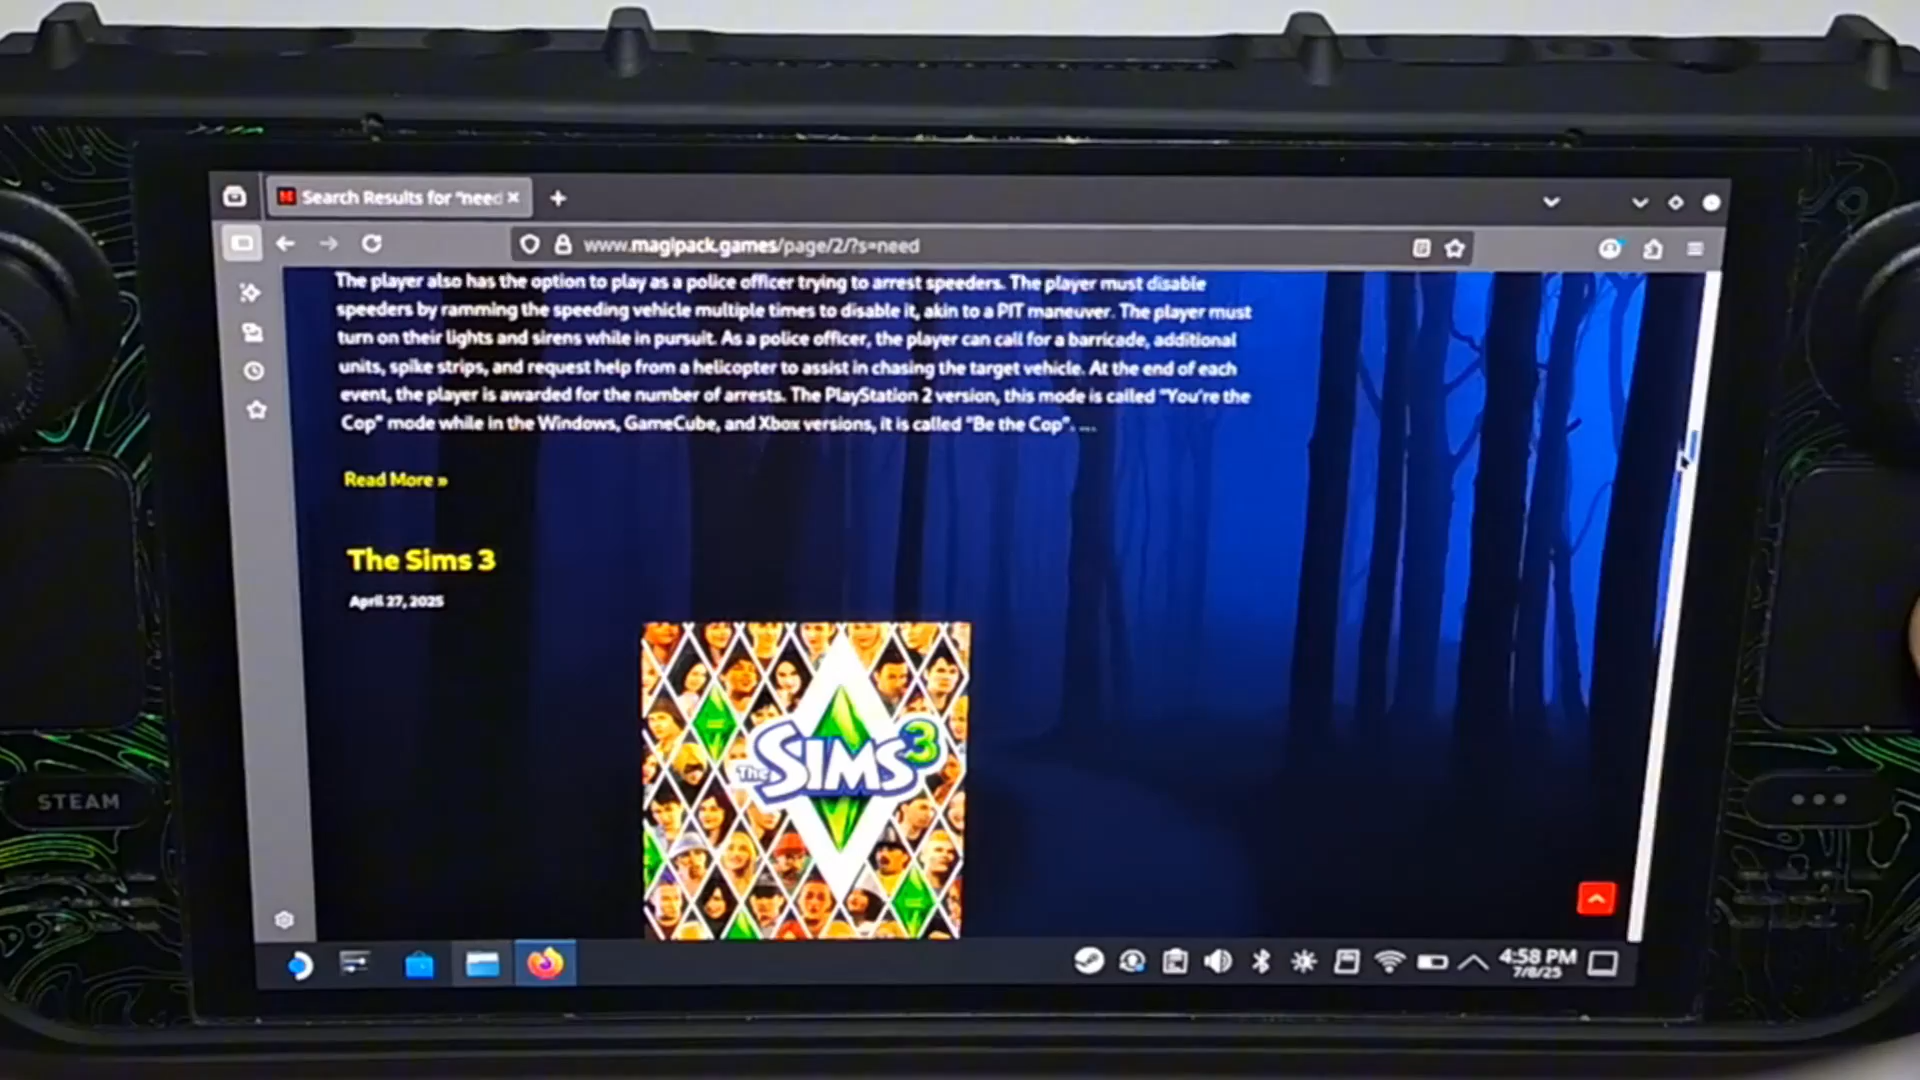 Search Results for "need
www.magipack.games/page/2/?s=need
The player also has the option to play as a police officer trying to arrest speeders. The player must disable
speeders by ramming the speeding vehicle multiple times to disable it, akin to a PIT maneuver. The player must
turn on their lights and sirens while in pursuit. As a police officer, the player can call for a barricade, additional
units, spike strips, and request help from a helicopter to assist in chasing the target vehicle. At the end of each
event, the player is awarded for the number of arrests. The PlayStation 2 version, this mode is called "You're the
Cop" mode while in the Windows, GameCube, and Xbox versions, it is called "Be the Cop". ...
Read More »
The Sims 3
April 27, 2025
The SIMS 3
STEAM
4:58 PM
7/8/25